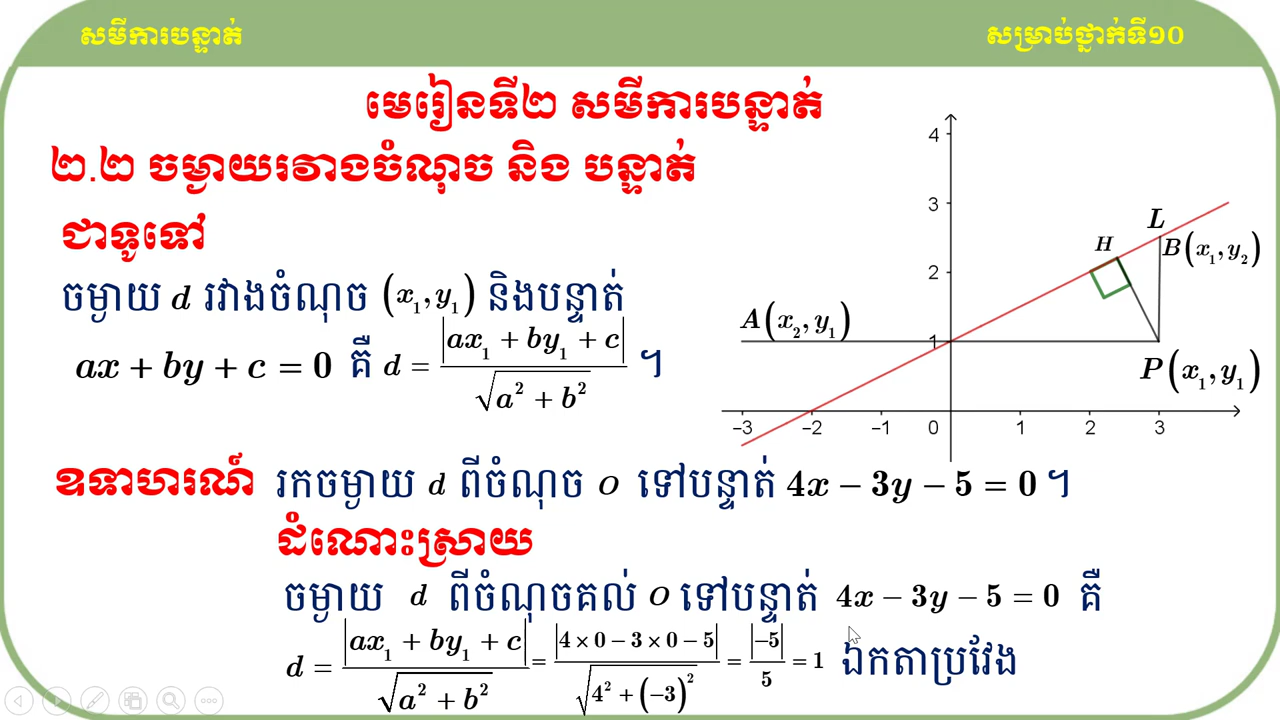 សមីការបន្ទាត់
សម្រាប់ថ្នាក់ទី១០
មេរៀនទី២ សមីការបន្ទាត់
២.២ ចម្ងាយរវាងចំណុច និង បន្ទាត់
ជាទូទៅ
ចម្ងាយ d រវាងចំណុច (x₁, y₁) និងបន្ទាត់
ax + by + c = 0 គឺ d = |ax₁ + by₁ + c| / √(a² + b²) ។
4
3
2
1
−3 −2 −1 0 1 2 3
L
H
B(x₁, y₂)
A(x₂, y₁)
P(x₁, y₁)
ឧទាហរណ៍ រកចម្ងាយ d ពីចំណុច O ទៅបន្ទាត់ 4x − 3y − 5 = 0 ។
ដំណោះស្រាយ
ចម្ងាយ d ពីចំណុចគល់ O ទៅបន្ទាត់ 4x − 3y − 5 = 0 គឺ
d = |ax₁ + by₁ + c| / √(a² + b²) = |4 × 0 − 3 × 0 − 5| / √(4² + (−3)²) = |−5| / 5 = 1 ឯកតាប្រវែង